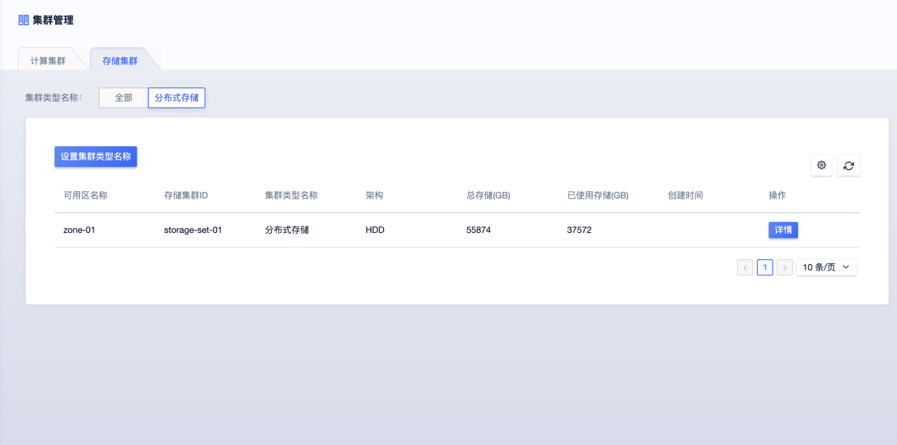 集群管理
计算集群 存储集群
集群类型名称： 全部 分布式存储
设置集群类型名称
可用区名称 存储集群ID 集群类型名称 架构 总存储(GB) 已使用存储(GB) 创建时间 操作
zone-01 storage-set-01 分布式存储 HDD 55874 37572 详情
1 10 条/页